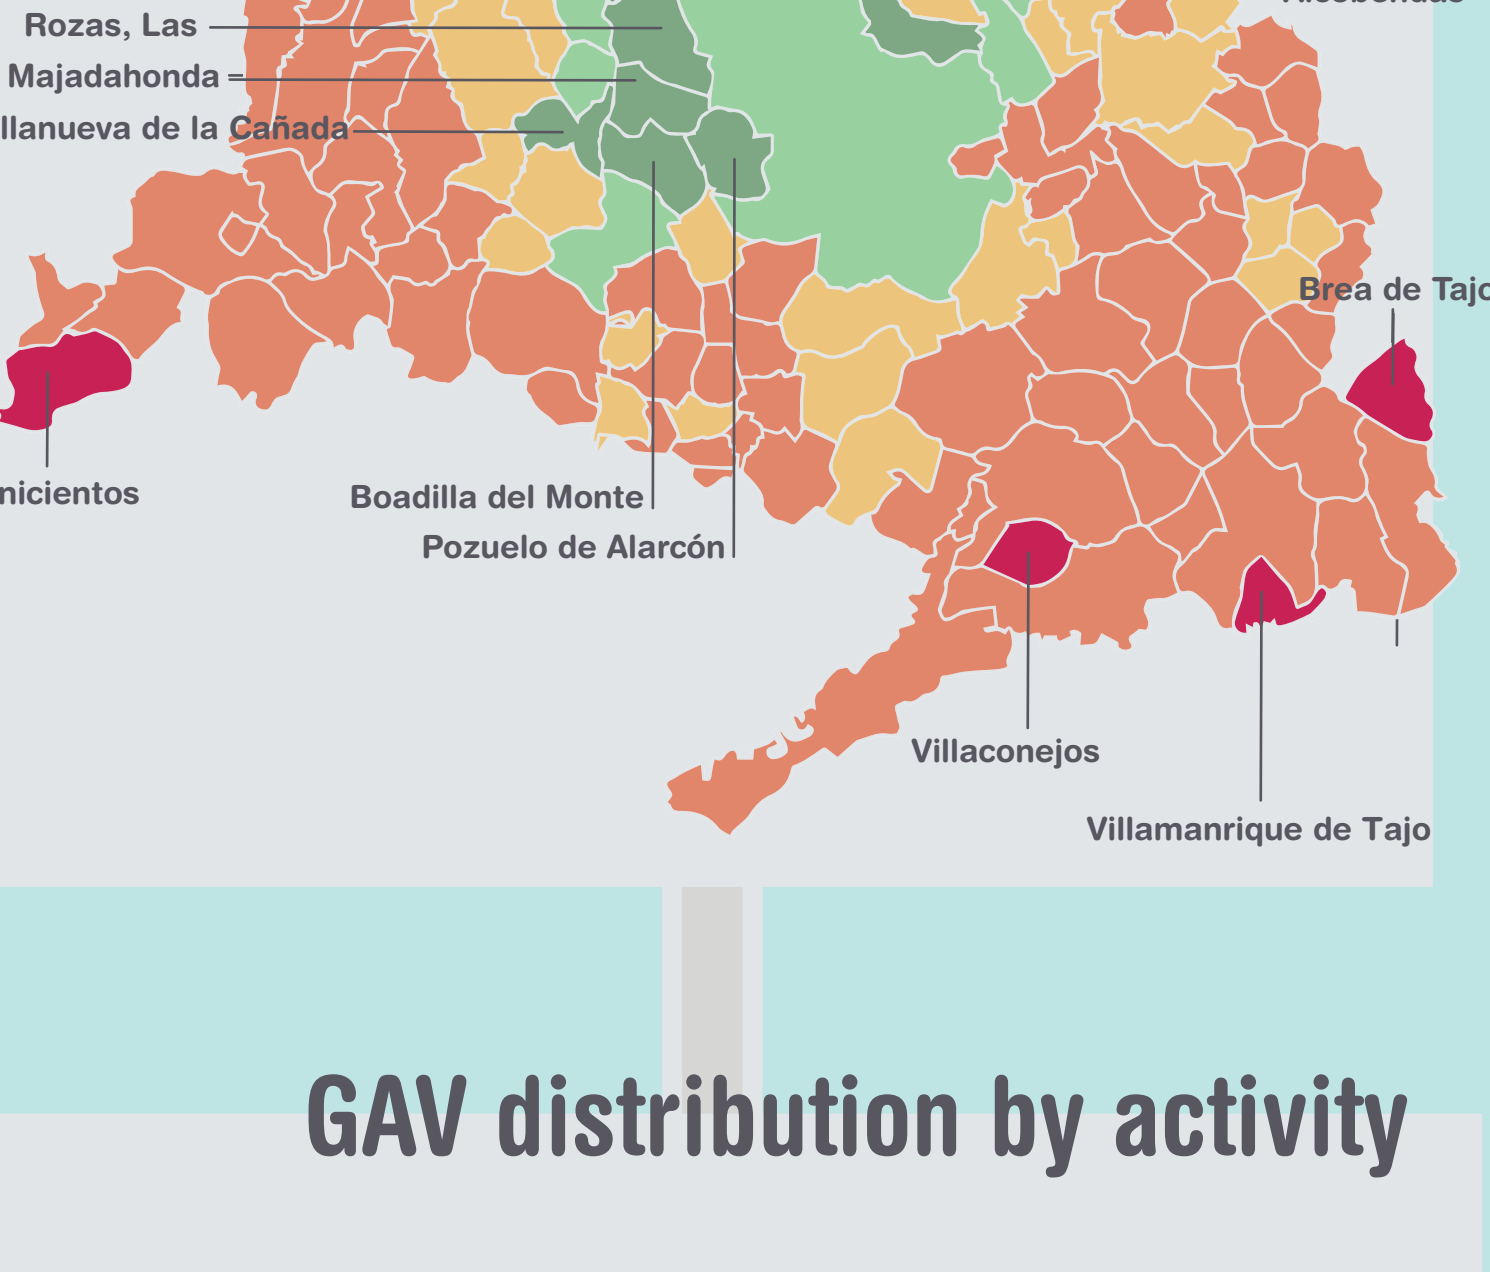 Rozas, Las
Majadahonda
llanueva de la Cañada
Brea de Tajo
nicientos
Boadilla del Monte
Pozuelo de Alarcón
Villaconejos
Villamanrique de Tajo
GAV distribution by activity